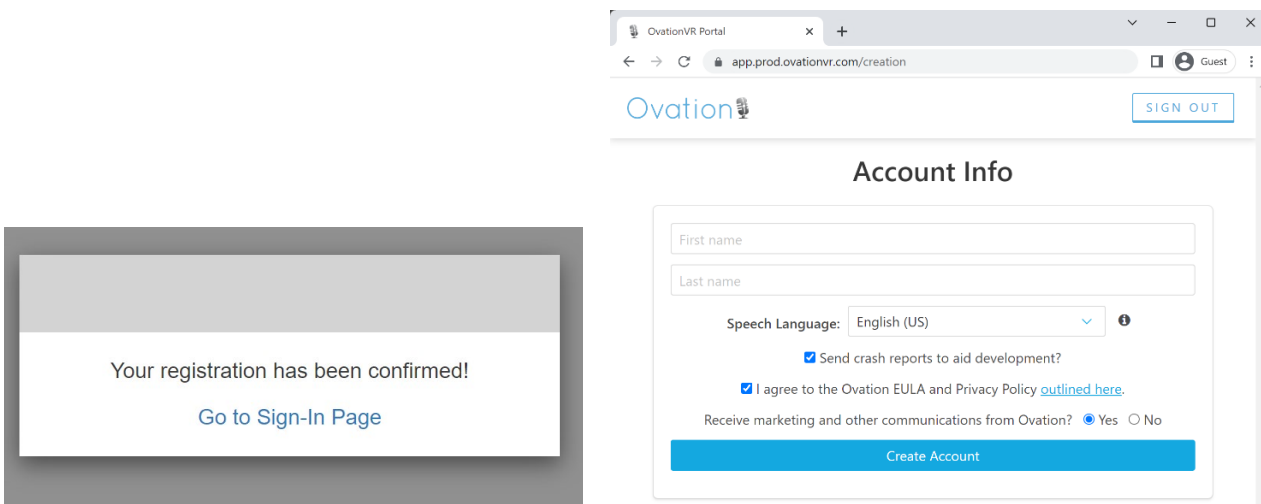 Your registration has been confirmed!
Go to Sign-In Page
OvationVR Portal
app.prod.ovationvr.com/creation
Guest
Ovation
SIGN OUT
Account Info
First name
Last name
Speech Language: English (US)
Send crash reports to aid development?
I agree to the Ovation EULA and Privacy Policy outlined here.
Receive marketing and other communications from Ovation? Yes No
Create Account